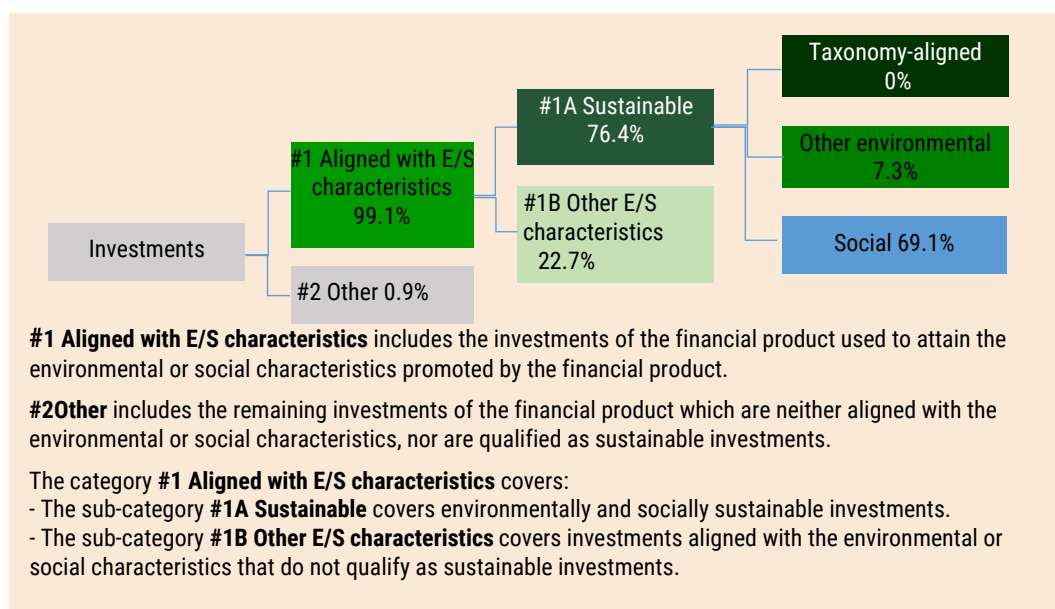 Taxonomy-aligned
0%
#1A Sustainable
76.4%
Other environmental
7.3%
#1 Aligned with E/S
characteristics
99.1%
#1B Other E/S
characteristics
22.7%
Investments
Social 69.1%
#2 Other 0.9%
#1 Aligned with E/S characteristics includes the investments of the financial product used to attain the
environmental or social characteristics promoted by the financial product.
#2Other includes the remaining investments of the financial product which are neither aligned with the
environmental or social characteristics, nor are qualified as sustainable investments.
The category #1 Aligned with E/S characteristics covers:
- The sub-category #1A Sustainable covers environmentally and socially sustainable investments.
- The sub-category #1B Other E/S characteristics covers investments aligned with the environmental or
social characteristics that do not qualify as sustainable investments.